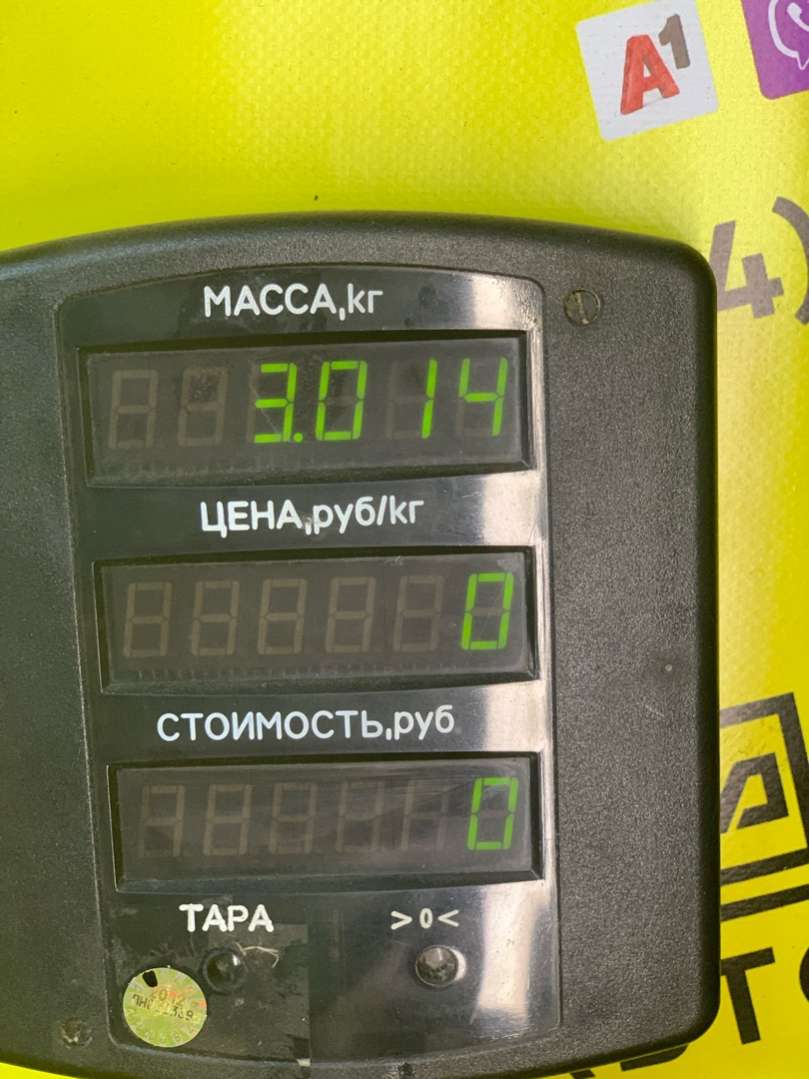 A1
4)
МАССА,кг
3.014
ЦЕНА,руб/кг
0
СТОИМОСТЬ,руб
0
ТАРА >0<